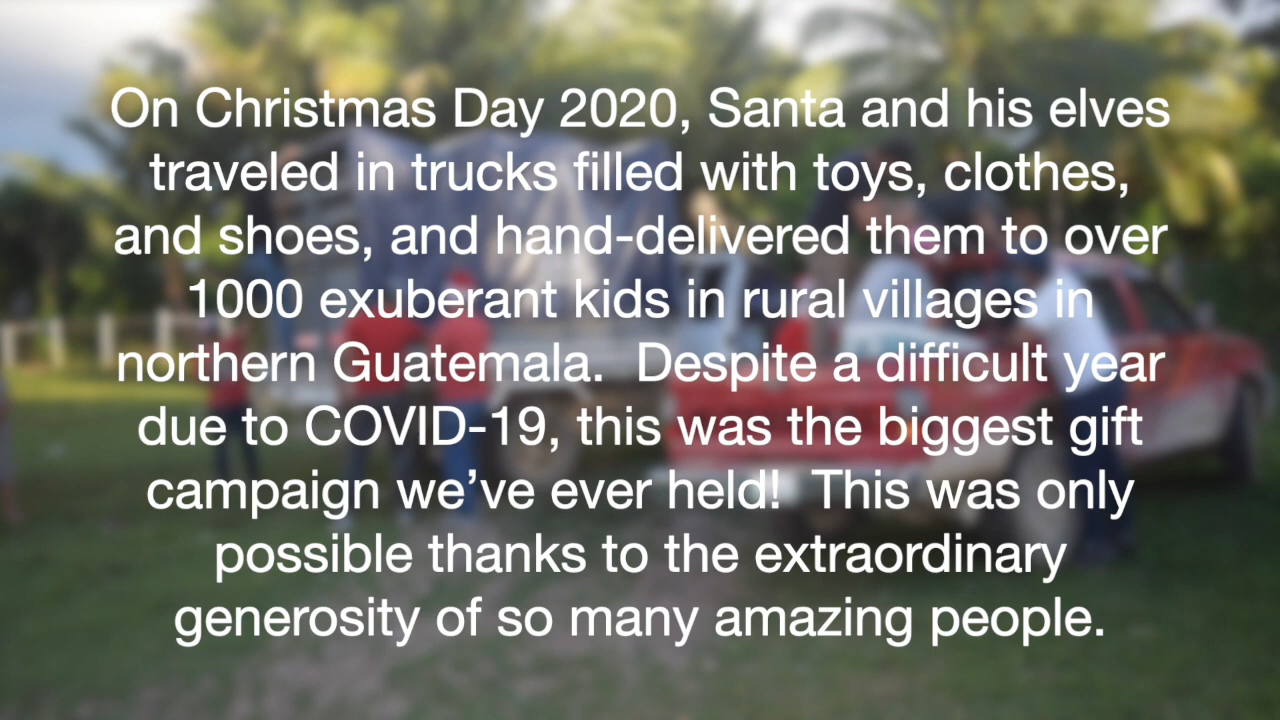 On Christmas Day 2020, Santa and his elves
traveled in trucks filled with toys, clothes,
and shoes, and hand-delivered them to over
1000 exuberant kids in rural villages in
northern Guatemala.  Despite a difficult year
due to COVID-19, this was the biggest gift
campaign we’ve ever held!  This was only
possible thanks to the extraordinary
generosity of so many amazing people.